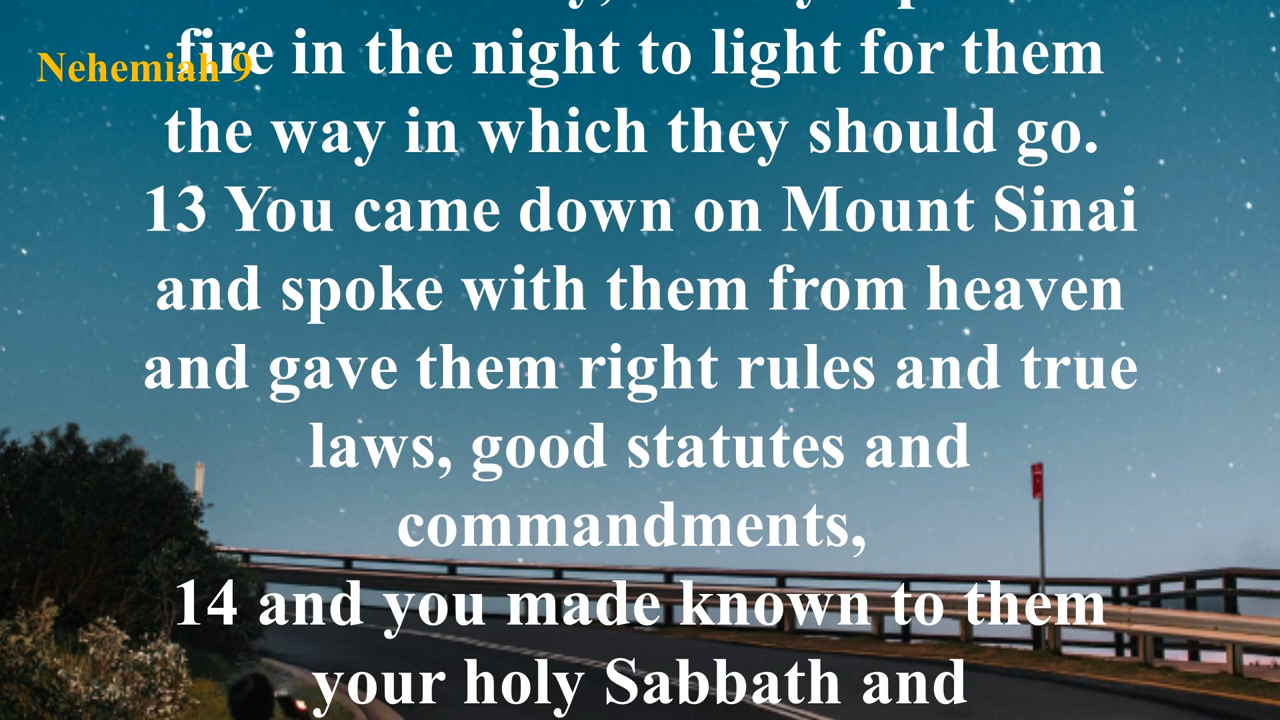 Nehemiah 9
fire in the night to light for them
the way in which they should go.
13 You came down on Mount Sinai
and spoke with them from heaven
and gave them right rules and true
laws, good statutes and
commandments,
14 and you made known to them
your holy Sabbath and